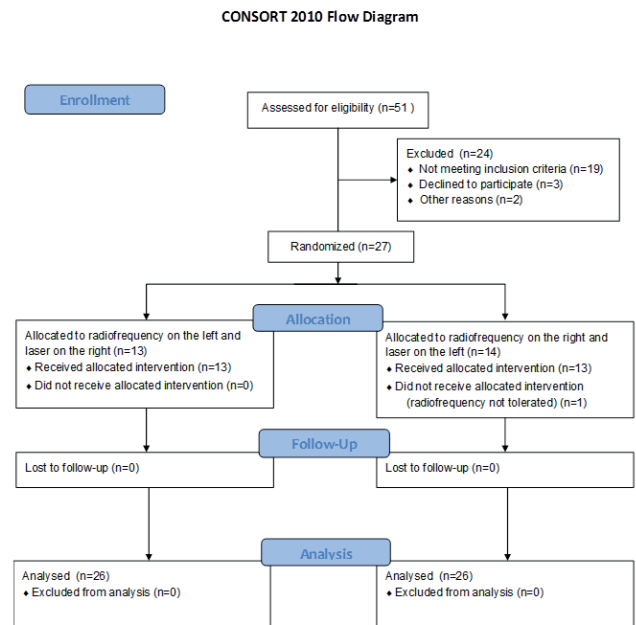 CONSORT 2010 Flow Diagram
Enrollment
Assessed for eligibility (n=51 )
Excluded (n=24)
♦ Not meeting inclusion criteria (n=19)
♦ Declined to participate (n=3)
♦ Other reasons (n=2)
Randomized (n=27)
Allocation
Allocated to radiofrequency on the left and
laser on the right (n=13)
♦ Received allocated intervention (n=13)
♦ Did not receive allocated intervention (n=0)
Allocated to radiofrequency on the right and
laser on the left (n=14)
♦ Received allocated intervention (n=13)
♦ Did not receive allocated intervention
(radiofrequency not tolerated) (n=1)
Follow-Up
Lost to follow-up (n=0)
Lost to follow-up (n=0)
Analysis
Analysed (n=26)
♦ Excluded from analysis (n=0)
Analysed (n=26)
♦ Excluded from analysis (n=0)